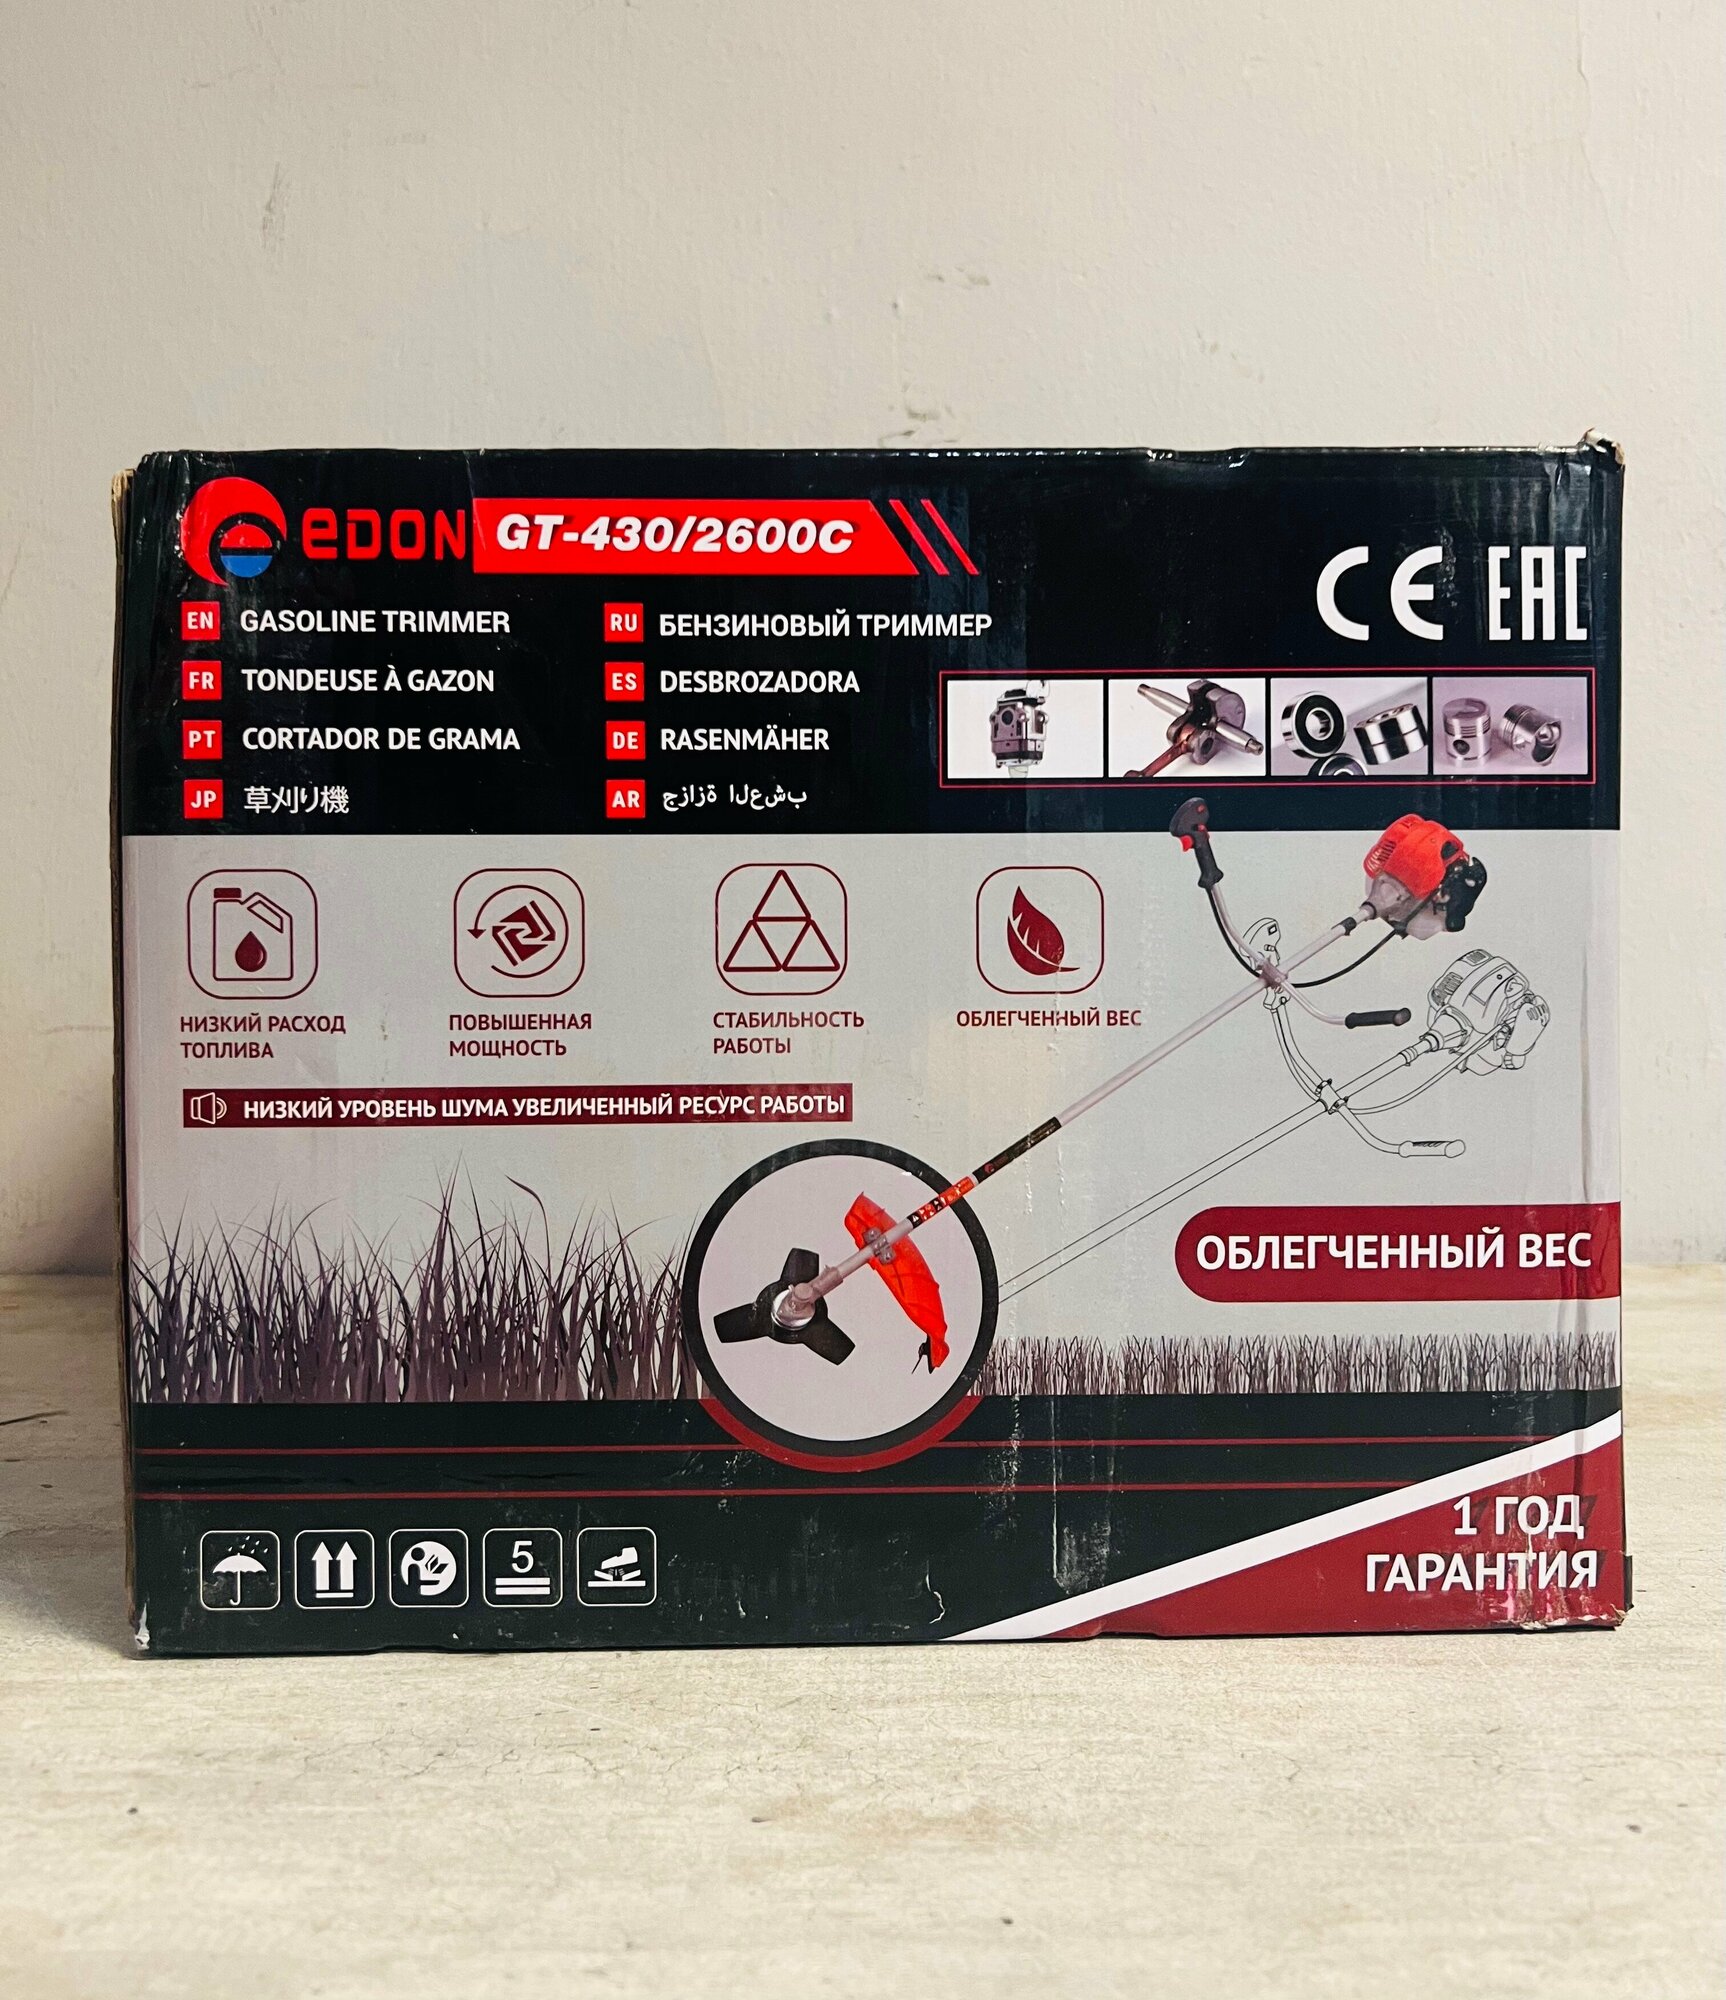 eDON GT-430/2600C
CE EAC
EN GASOLINE TRIMMER
RU БЕНЗИНОВЫЙ ТРИММЕР
FR TONDEUSE À GAZON
ES DESBROZADORA
PT CORTADOR DE GRAMA
DE RASENMÄHER
JP 草刈り機
AR جزازة العشب
НИЗКИЙ РАСХОД
ТОПЛИВА
ПОВЫШЕННАЯ
МОЩНОСТЬ
СТАБИЛЬНОСТЬ
РАБОТЫ
ОБЛЕГЧЕННЫЙ ВЕС
НИЗКИЙ УРОВЕНЬ ШУМА УВЕЛИЧЕННЫЙ РЕСУРС РАБОТЫ
ОБЛЕГЧЕННЫЙ ВЕС
1 ГОД
ГАРАНТИЯ
5